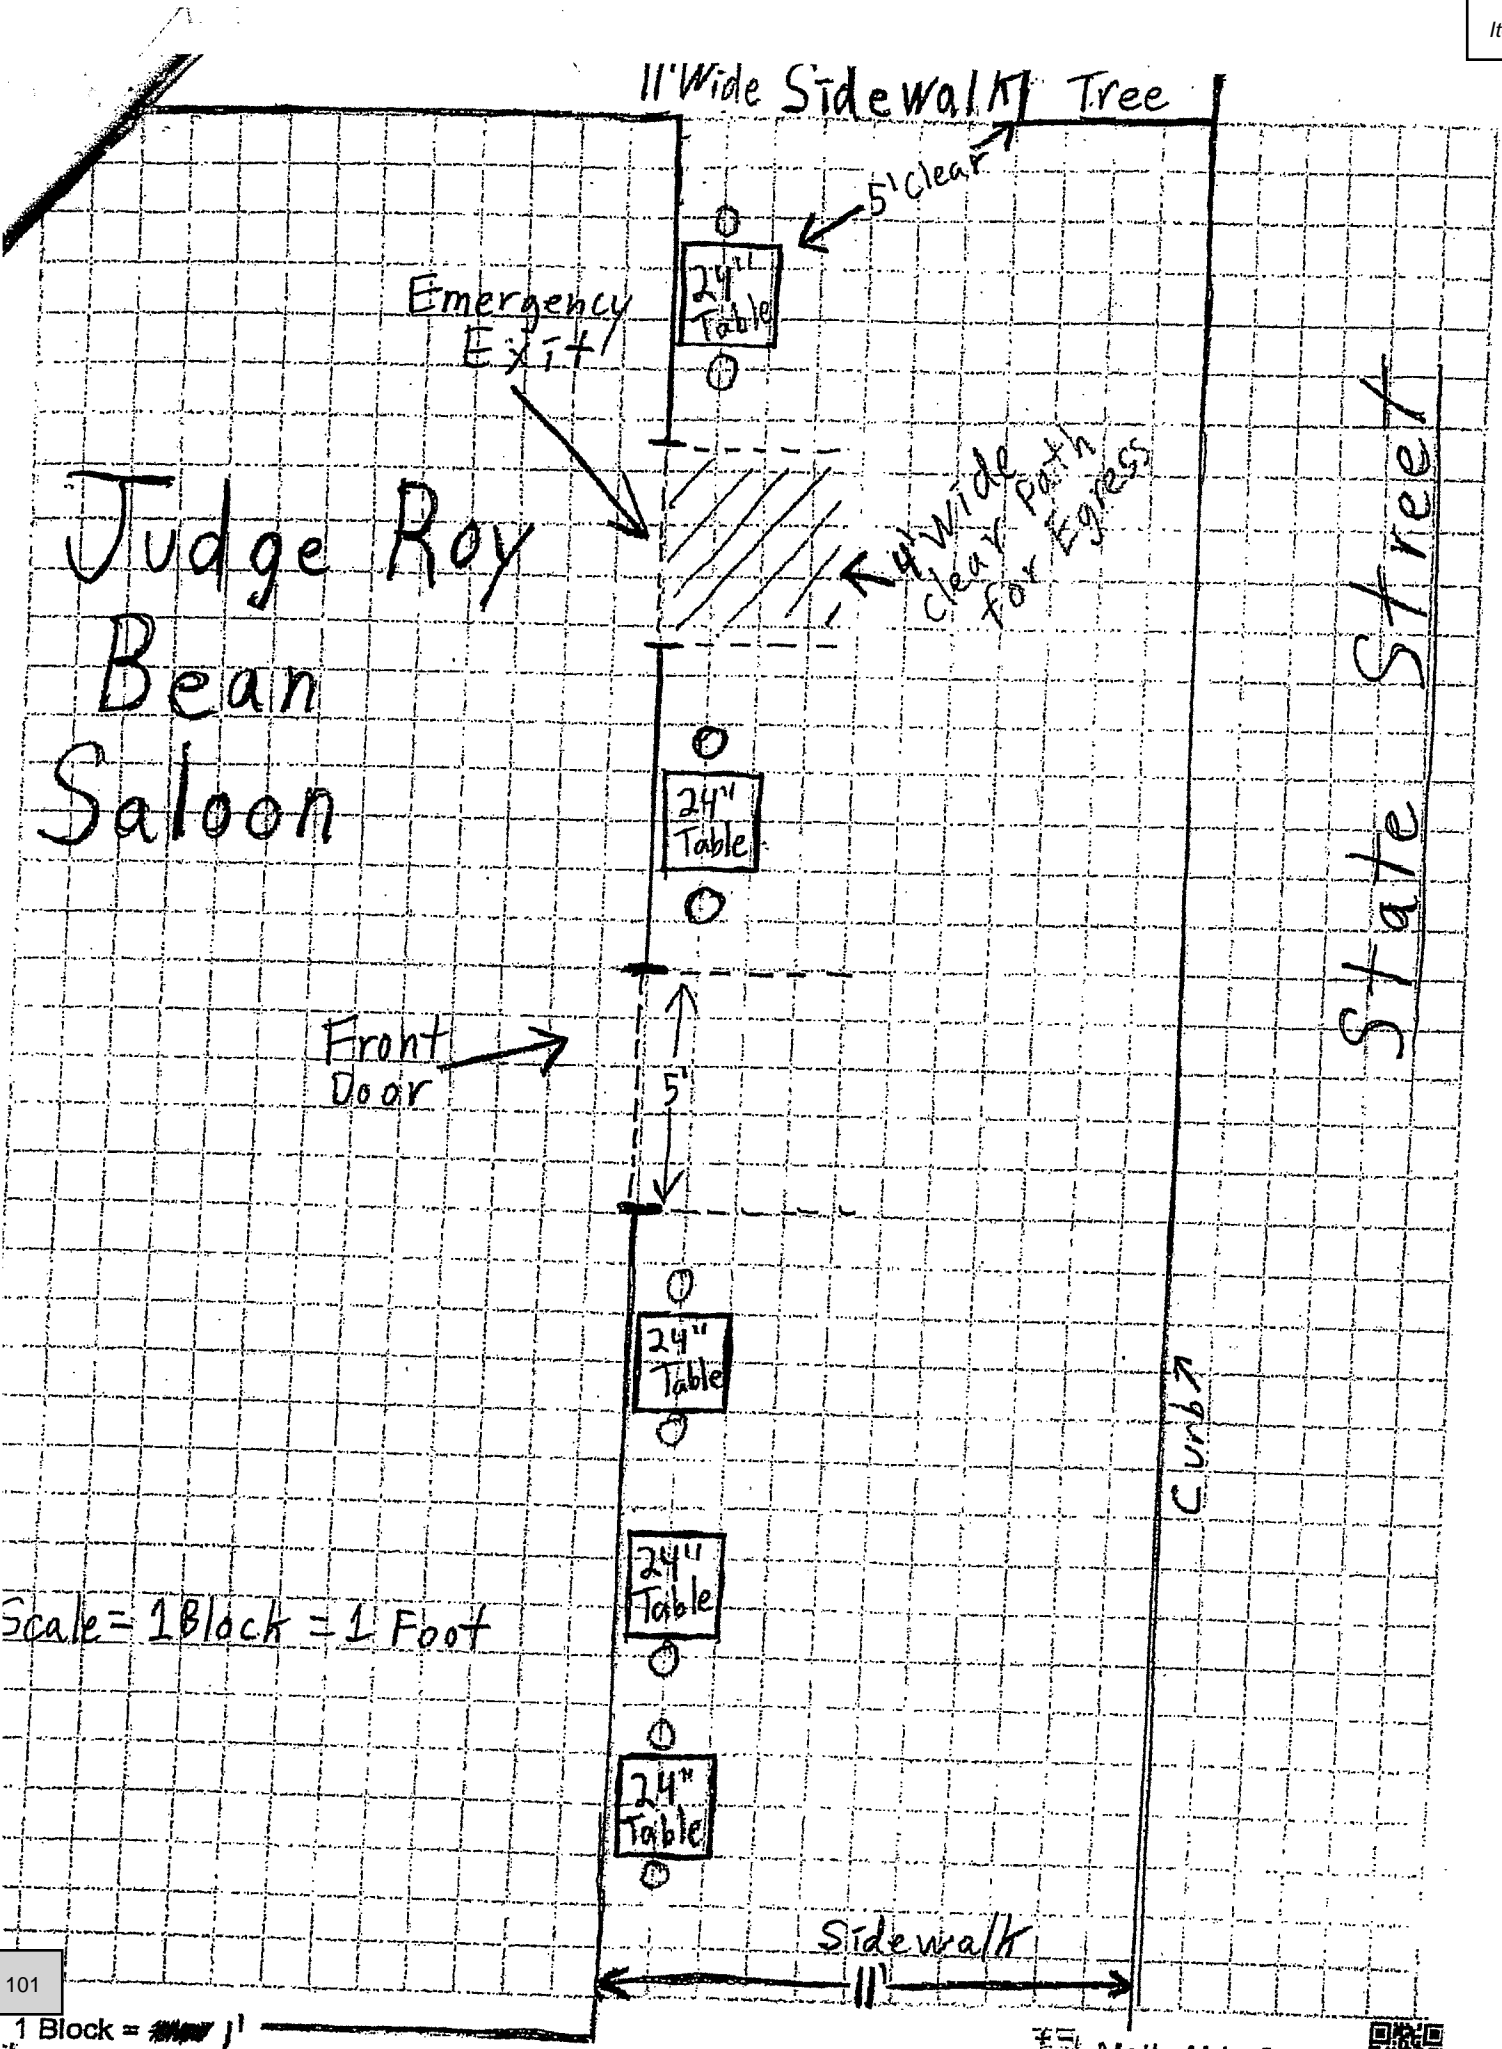 It
11' Wide Sidewalk Tree
5' Clear
24"
Table
Emergency
Exit
4' Wide
Clear Path
for Egress
Judge Roy
Bean
Saloon
State Street
24"
Table
Front
Door
5'
24"
Table
Curb
24"
Table
Scale = 1 Block = 1 Foot
24"
Table
Sidewalk
11'
101
1 Block = 1'